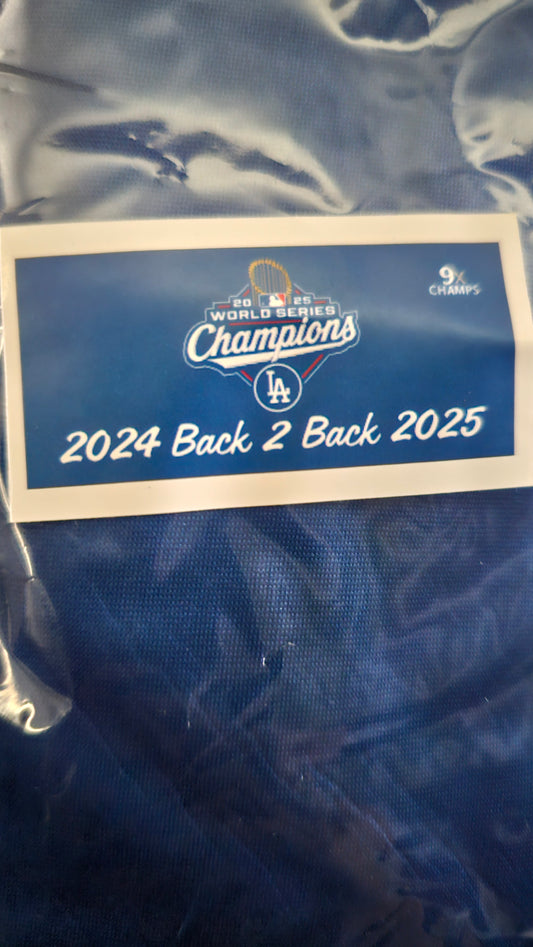 9X
CHAMPS
20 25
WORLD SERIES
Champions
LA
2024 Back 2 Back 2025